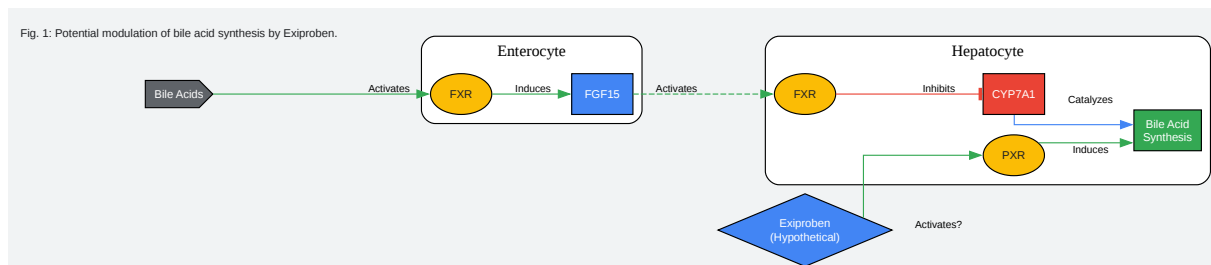 Fig. 1: Potential modulation of bile acid synthesis by Exiproben.
Enterocyte
Hepatocyte
Bile Acids
Activates
FXR
Induces
FGF15
Activates
FXR
Inhibits
CYP7A1
Catalyzes
Bile Acid
Synthesis
PXR
Induces
Exiproben
(Hypothetical)
Activates?